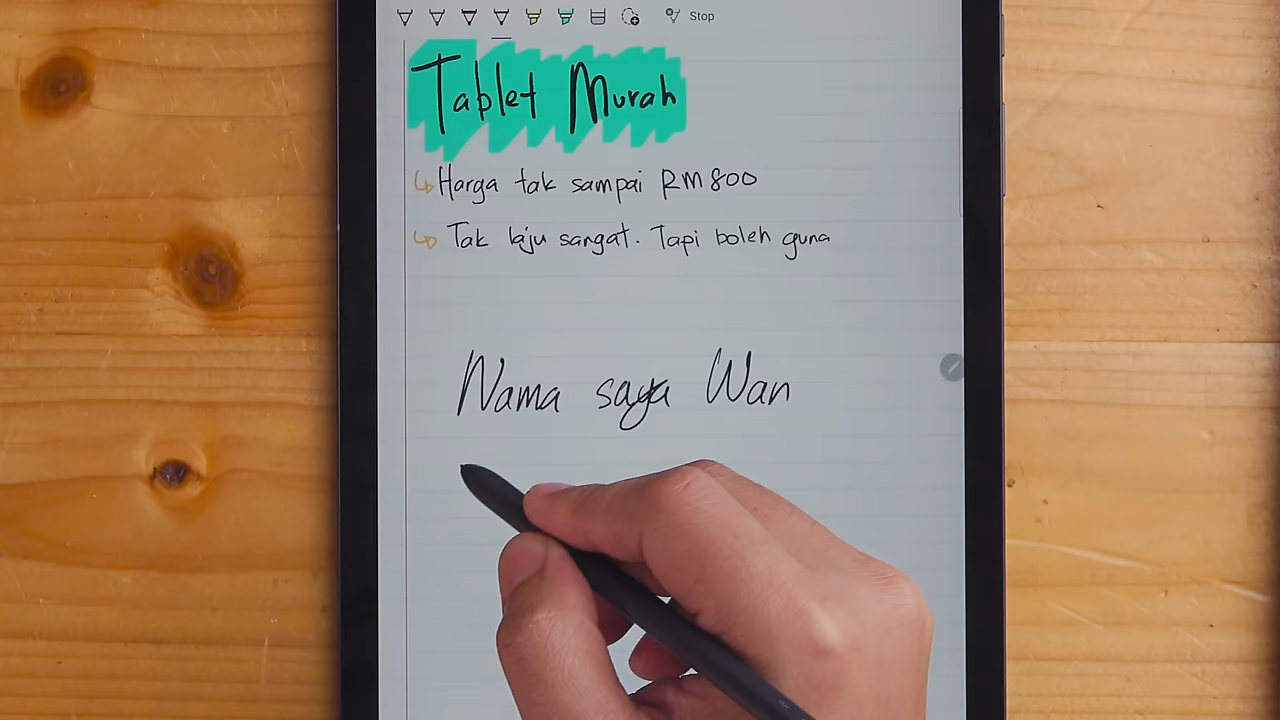 Stop
Tablet Murah
Harga tak sampai RM800
Tak laju sangat. Tapi boleh guna
Nama saya Wan